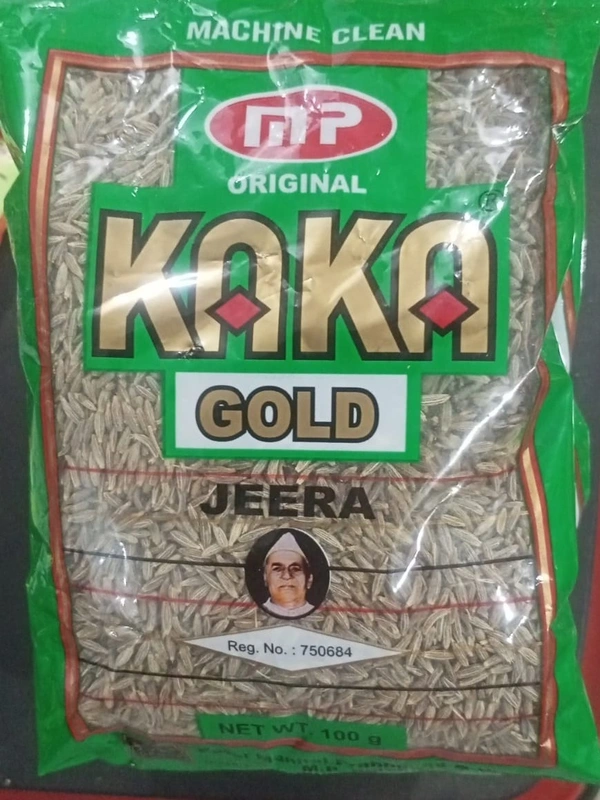 MACHINE CLEAN
MP
ORIGINAL
KAKA ®
GOLD
JEERA
Reg. No. : 750684
NET WT. 100 g